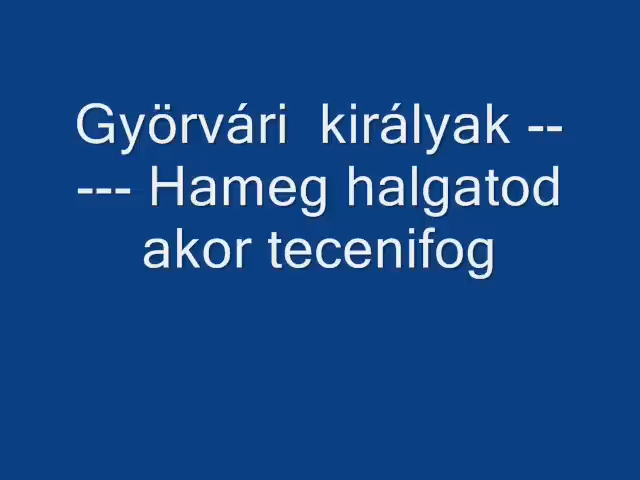 Györvári  királyak --
--- Hameg halgatod
akor tecenifog